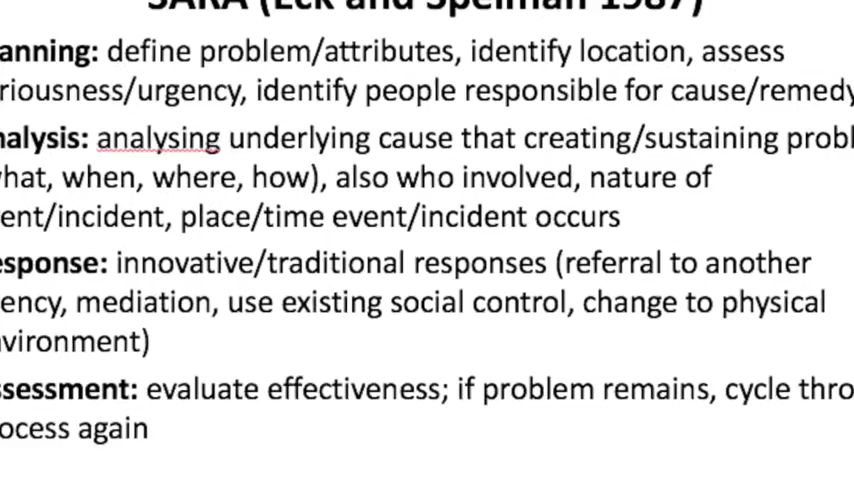 SARA (Eck and Spelman 1987)
anning: define problem/attributes, identify location, assess
riousness/urgency, identify people responsible for cause/remedy
nalysis: analysing underlying cause that creating/sustaining probl
hat, when, where, how), also who involved, nature of
ent/incident, place/time event/incident occurs
esponse: innovative/traditional responses (referral to another
ency, mediation, use existing social control, change to physical
nvironment)
ssessment: evaluate effectiveness; if problem remains, cycle thro
ocess again